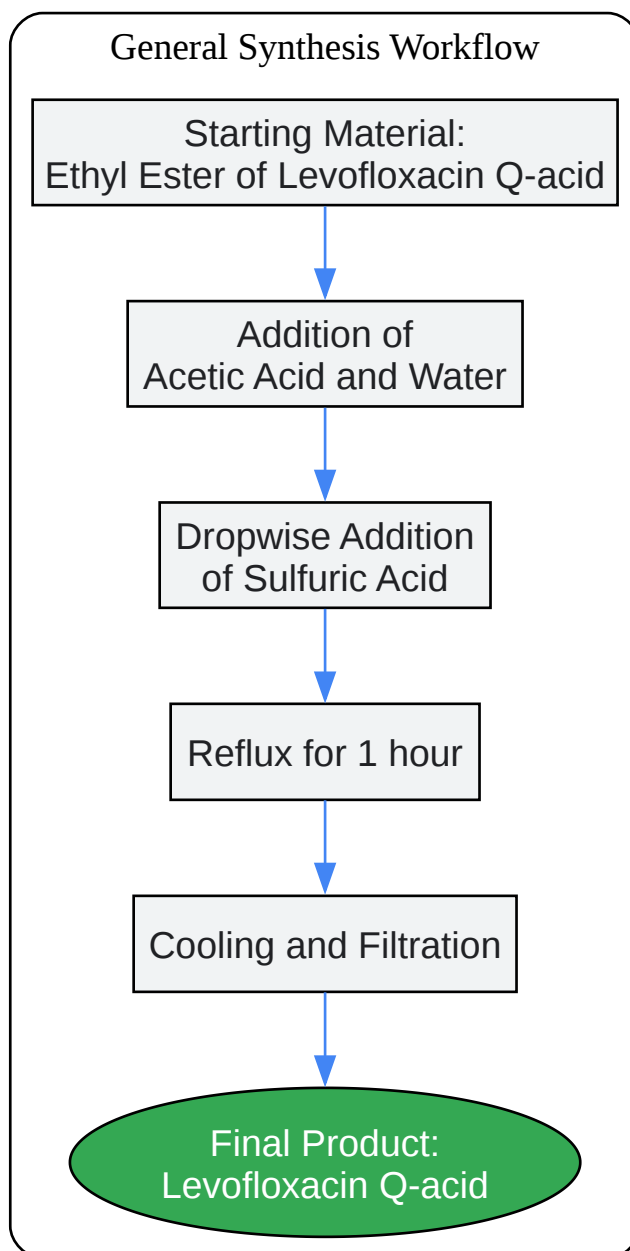 General Synthesis Workflow
Starting Material:
Ethyl Ester of Levofloxacin Q-acid
Addition of
Acetic Acid and Water
Dropwise Addition
of Sulfuric Acid
Reflux for 1 hour
Cooling and Filtration
Final Product:
Levofloxacin Q-acid